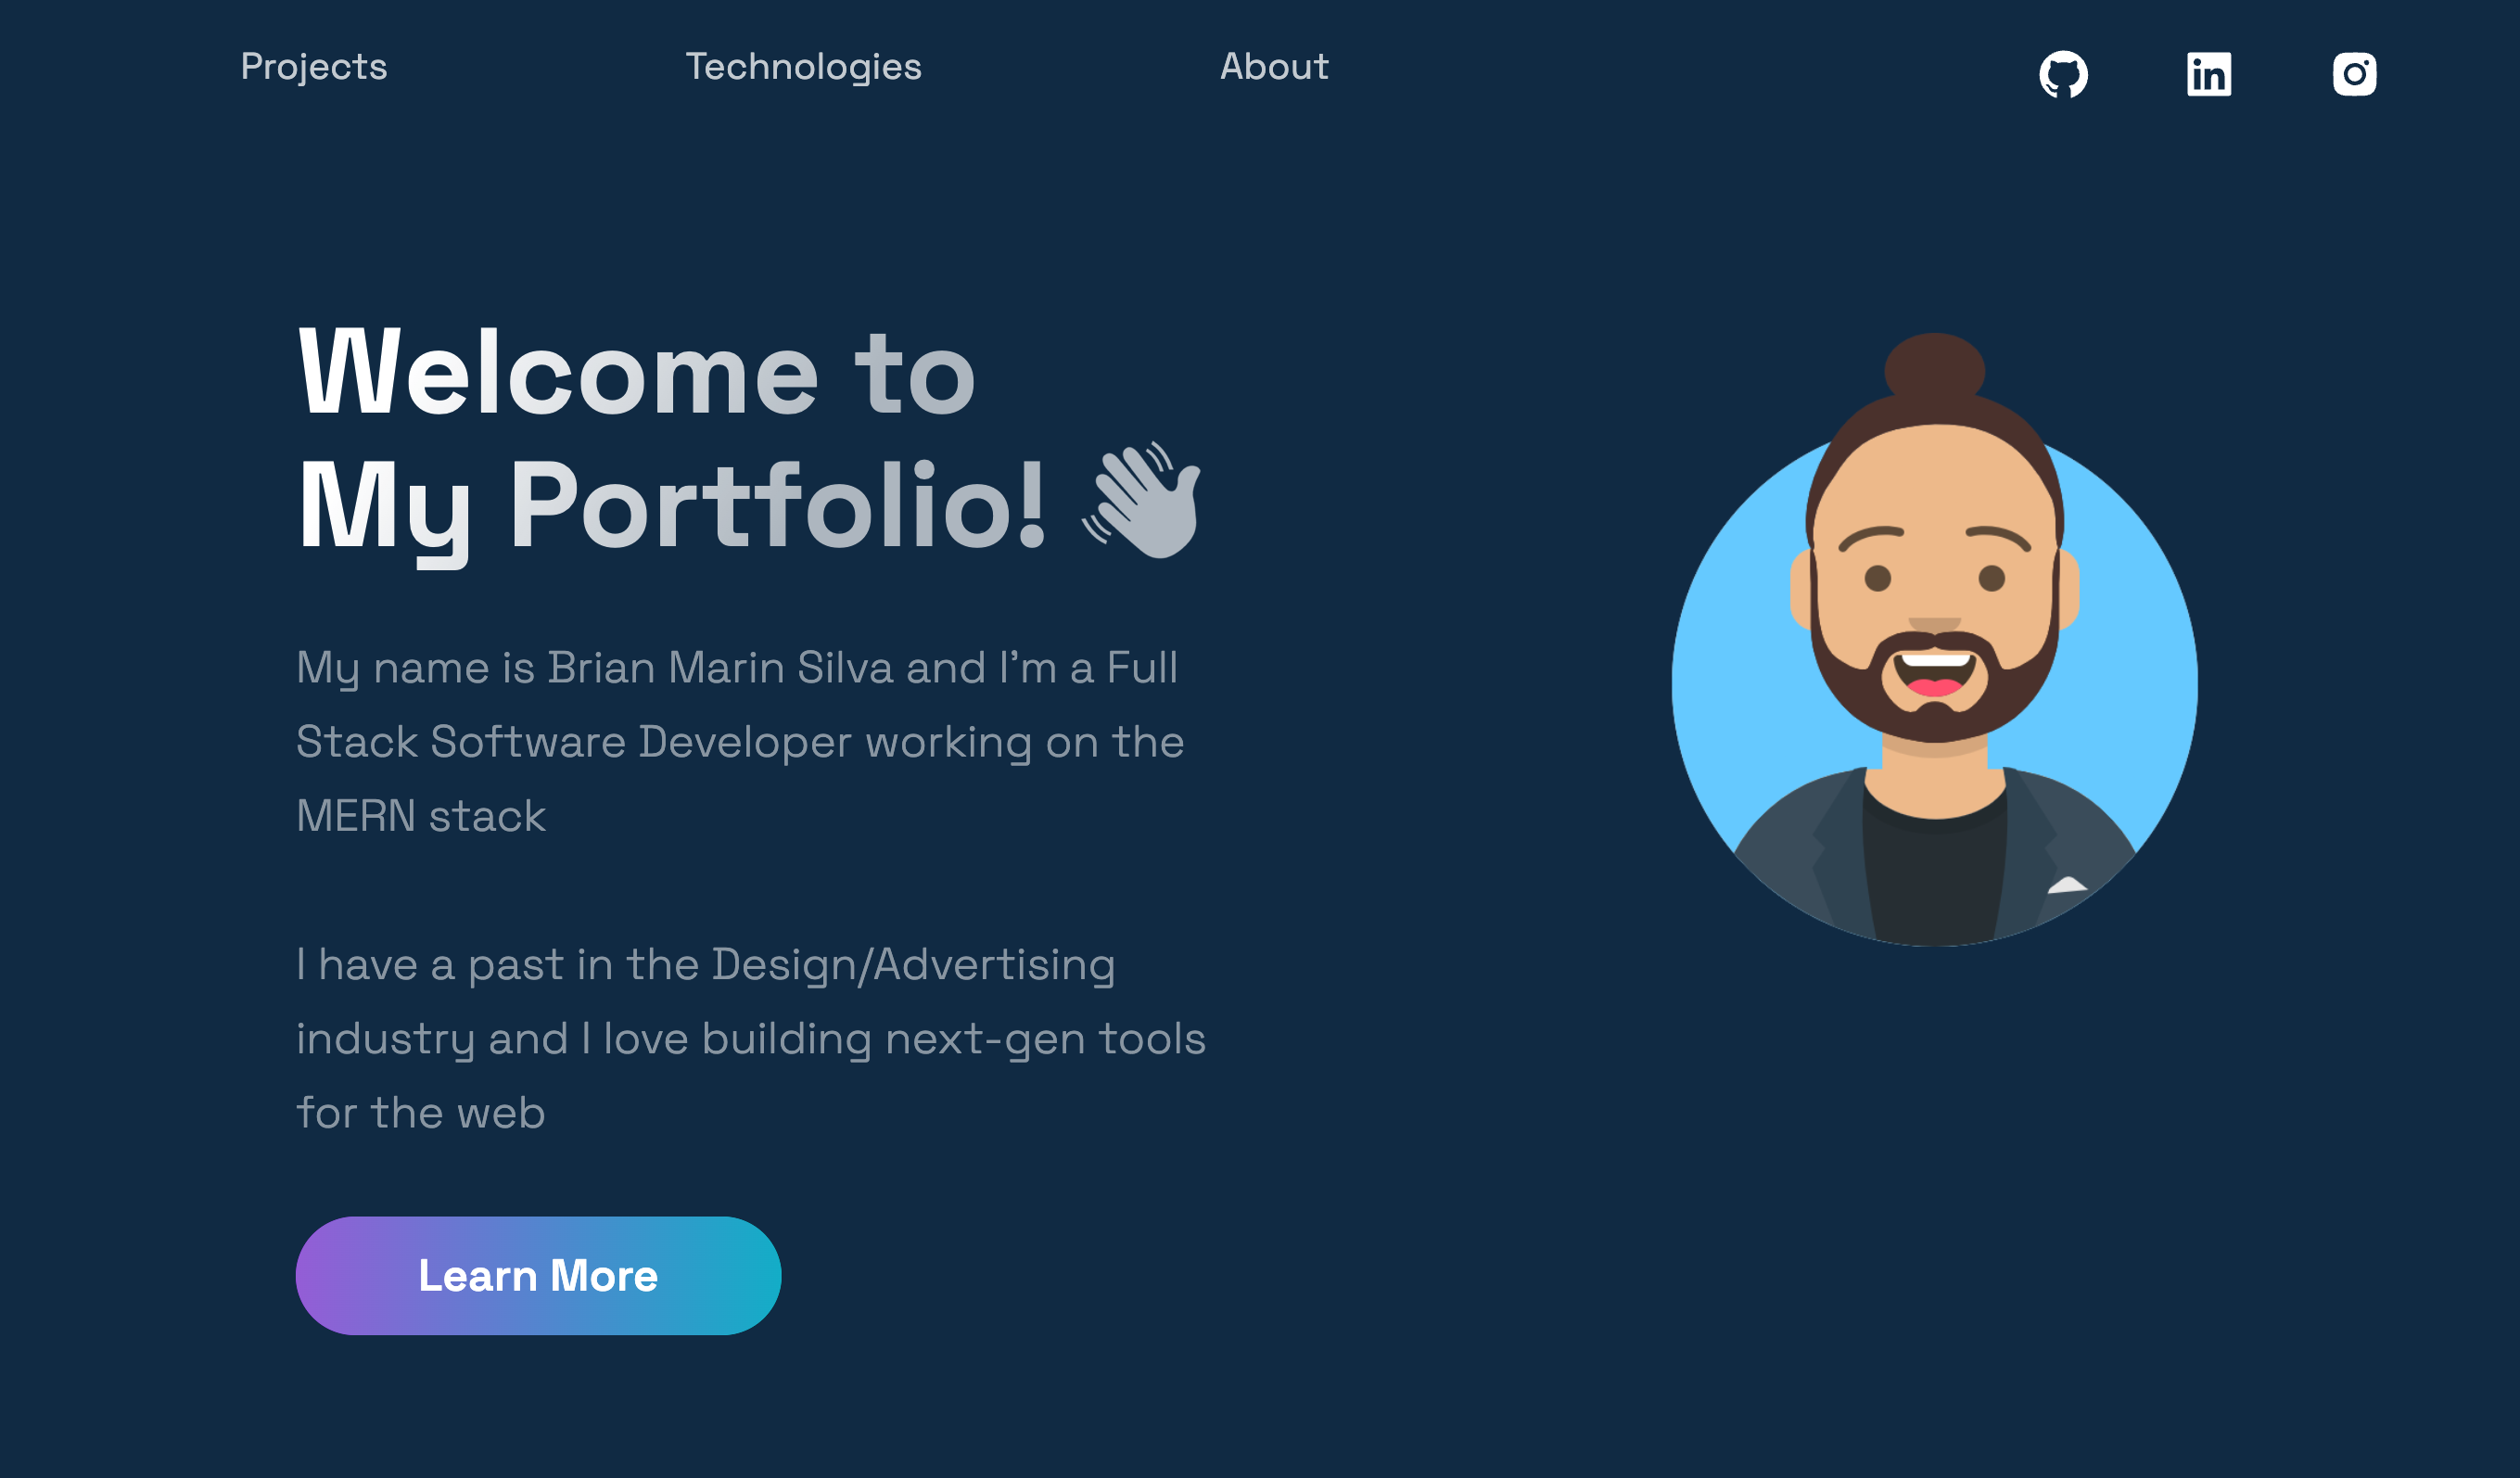 Projects
Technologies
About
in
Welcome to
My Portfolio! 👋
My name is Brian Marin Silva and I’m a Full
Stack Software Developer working on the
MERN stack
I have a past in the Design/Advertising
industry and I love building next-gen tools
for the web
Learn More